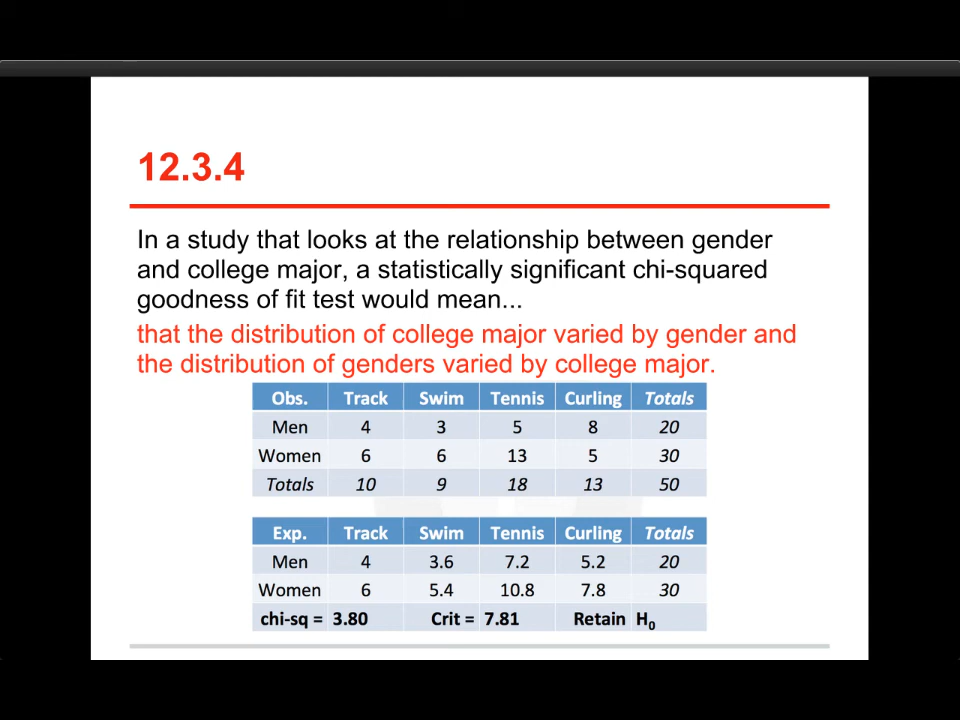 12.3.4
In a study that looks at the relationship between gender
and college major, a statistically significant chi-squared
goodness of fit test would mean...
that the distribution of college major varied by gender and
the distribution of genders varied by college major.
Obs. Track Swim Tennis Curling Totals
Men 4 3 5 8 20
Women 6 6 13 5 30
Totals 10 9 18 13 50
Exp. Track Swim Tennis Curling Totals
Men 4 3.6 7.2 5.2 20
Women 6 5.4 10.8 7.8 30
chi-sq = 3.80 Crit = 7.81 Retain H₀